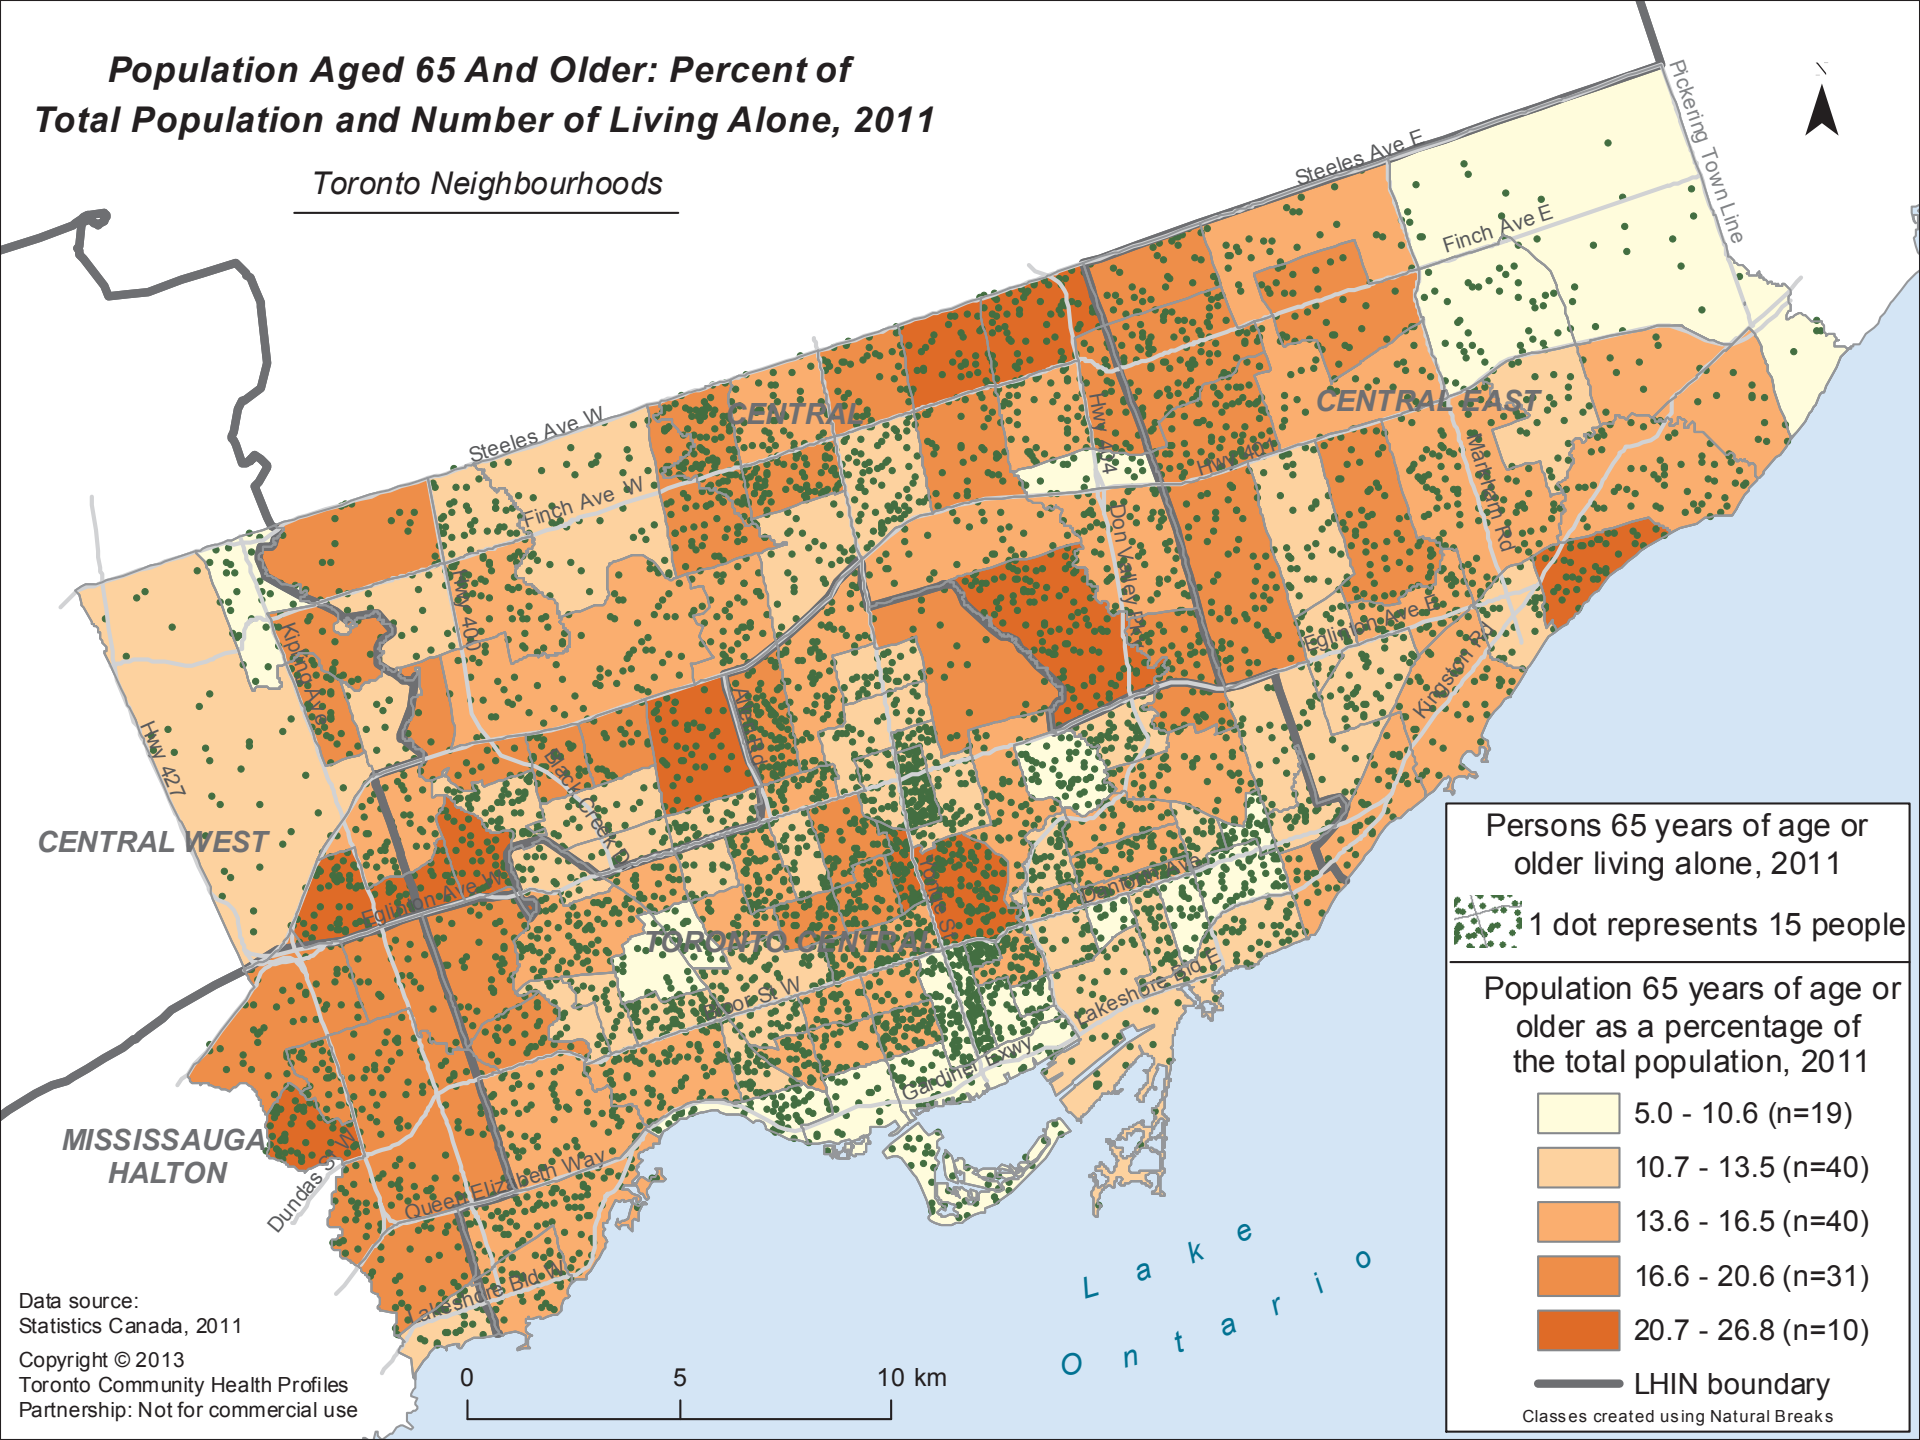 Population Aged 65 And Older: Percent of
Total Population and Number of Living Alone, 2011
Toronto Neighbourhoods
N
Pickering Town Line
Steeles Ave E
Finch Ave E
CENTRAL EAST
CENTRAL
Steeles Ave W
Finch Ave W
Hwy 404
Hwy 401
Markham Rd
Don Valley Pky
Hwy 400
Kipling Ave
Eglinton Ave E
Kingston Rd
Hwy 427
Black Creek Dr
CENTRAL WEST
Eglinton Ave W
Danforth Ave
TORONTO CENTRAL
Bloor St W
Lakeshore Bld E
Gardiner Exwy
MISSISSAUGA
HALTON
Dundas St W
Queen Elizabeth Way
Lakeshore Bld W
Lake
Ontario
Persons 65 years of age or
older living alone, 2011
1 dot represents 15 people
Population 65 years of age or
older as a percentage of
the total population, 2011
5.0 - 10.6 (n=19)
10.7 - 13.5 (n=40)
13.6 - 16.5 (n=40)
16.6 - 20.6 (n=31)
20.7 - 26.8 (n=10)
LHIN boundary
Classes created using Natural Breaks
Data source:
Statistics Canada, 2011
Copyright © 2013
Toronto Community Health Profiles
Partnership: Not for commercial use
0 5 10 km